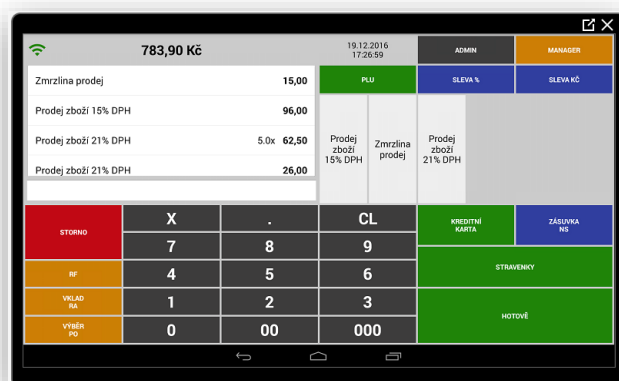 783,90 Kč
19.12.2016
17:26:59
ADMIN
MANAGER
Zmrzlina prodej 15,00
Prodej zboží 15% DPH 96,00
Prodej zboží 21% DPH 5.0x 62,50
Prodej zboží 21% DPH 26,00
PLU
SLEVA %
SLEVA KČ
Prodej
zboží
15% DPH
Zmrzlina
prodej
Prodej
zboží
21% DPH
STORNO
X
.
CL
KREDITNÍ
KARTA
ZÁSUVKA
NS
7
8
9
RF
4
5
6
STRAVENKY
VKLAD
RA
1
2
3
HOTOVĚ
VÝBĚR
PO
0
00
000